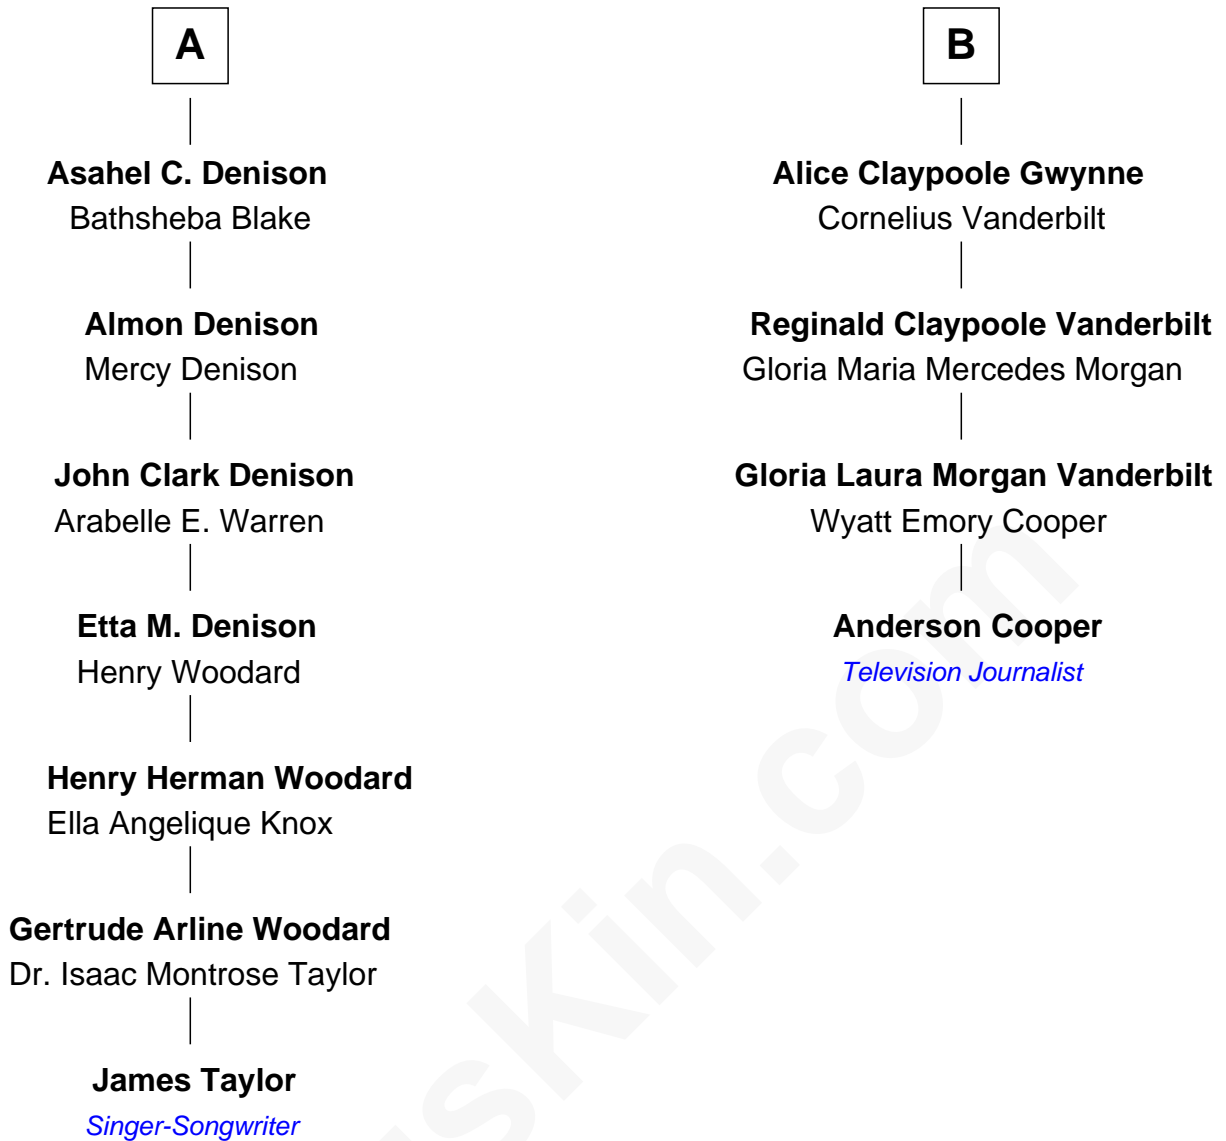 A
Asahel C. Denison
Bathsheba Blake
Almon Denison
Mercy Denison
John Clark Denison
Arabelle E. Warren
Etta M. Denison
Henry Woodard
Henry Herman Woodard
Ella Angelique Knox
Gertrude Arline Woodard
Dr. Isaac Montrose Taylor
James Taylor
Singer-Songwriter
B
Alice Claypoole Gwynne
Cornelius Vanderbilt
Reginald Claypoole Vanderbilt
Gloria Maria Mercedes Morgan
Gloria Laura Morgan Vanderbilt
Wyatt Emory Cooper
Anderson Cooper
Television Journalist
sKin.com